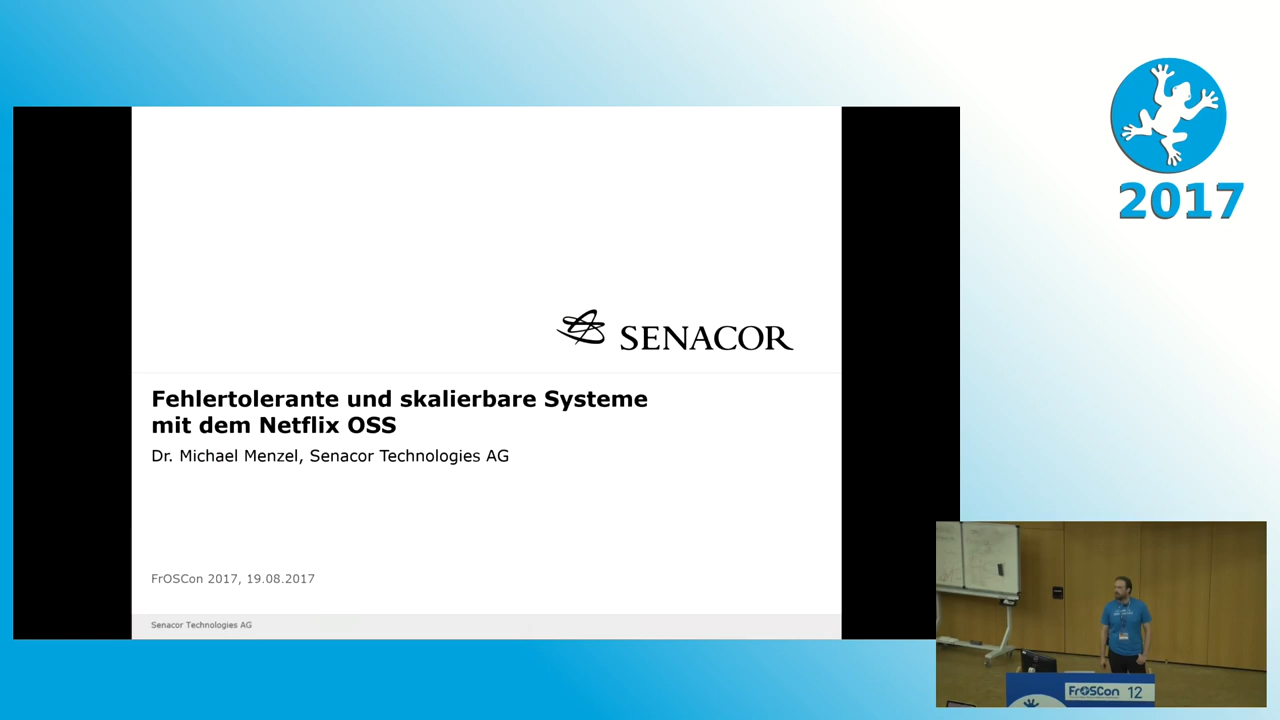 2017
SENACOR
Fehlertolerante und skalierbare Systeme
mit dem Netflix OSS
Dr. Michael Menzel, Senacor Technologies AG
FrOSCon 2017, 19.08.2017
Senacor Technologies AG
FrOSCon 12